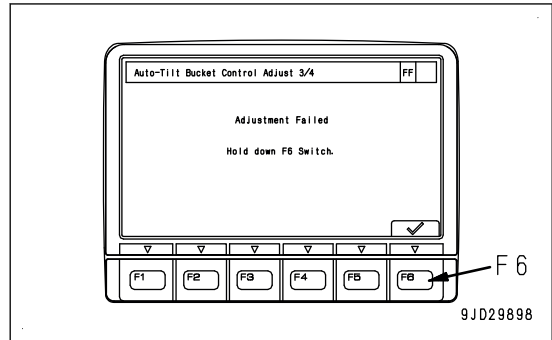 Auto-Tilt Bucket Control Adjust 3/4 FF
Adjustment Failed
Hold down F6 Switch.
F1 F2 F3 F4 F5 F6
F6
9JD29898